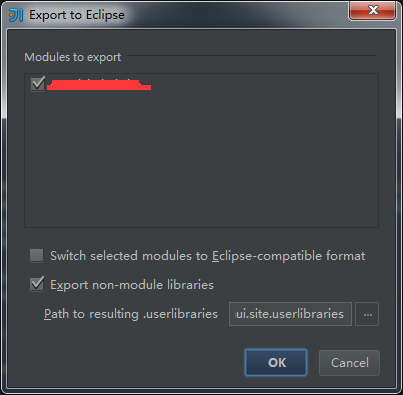 Export to Eclipse
Modules to export
Switch selected modules to Eclipse-compatible format
Export non-module libraries
Path to resulting .userlibraries
ui.site.userlibraries
...
OK
Cancel